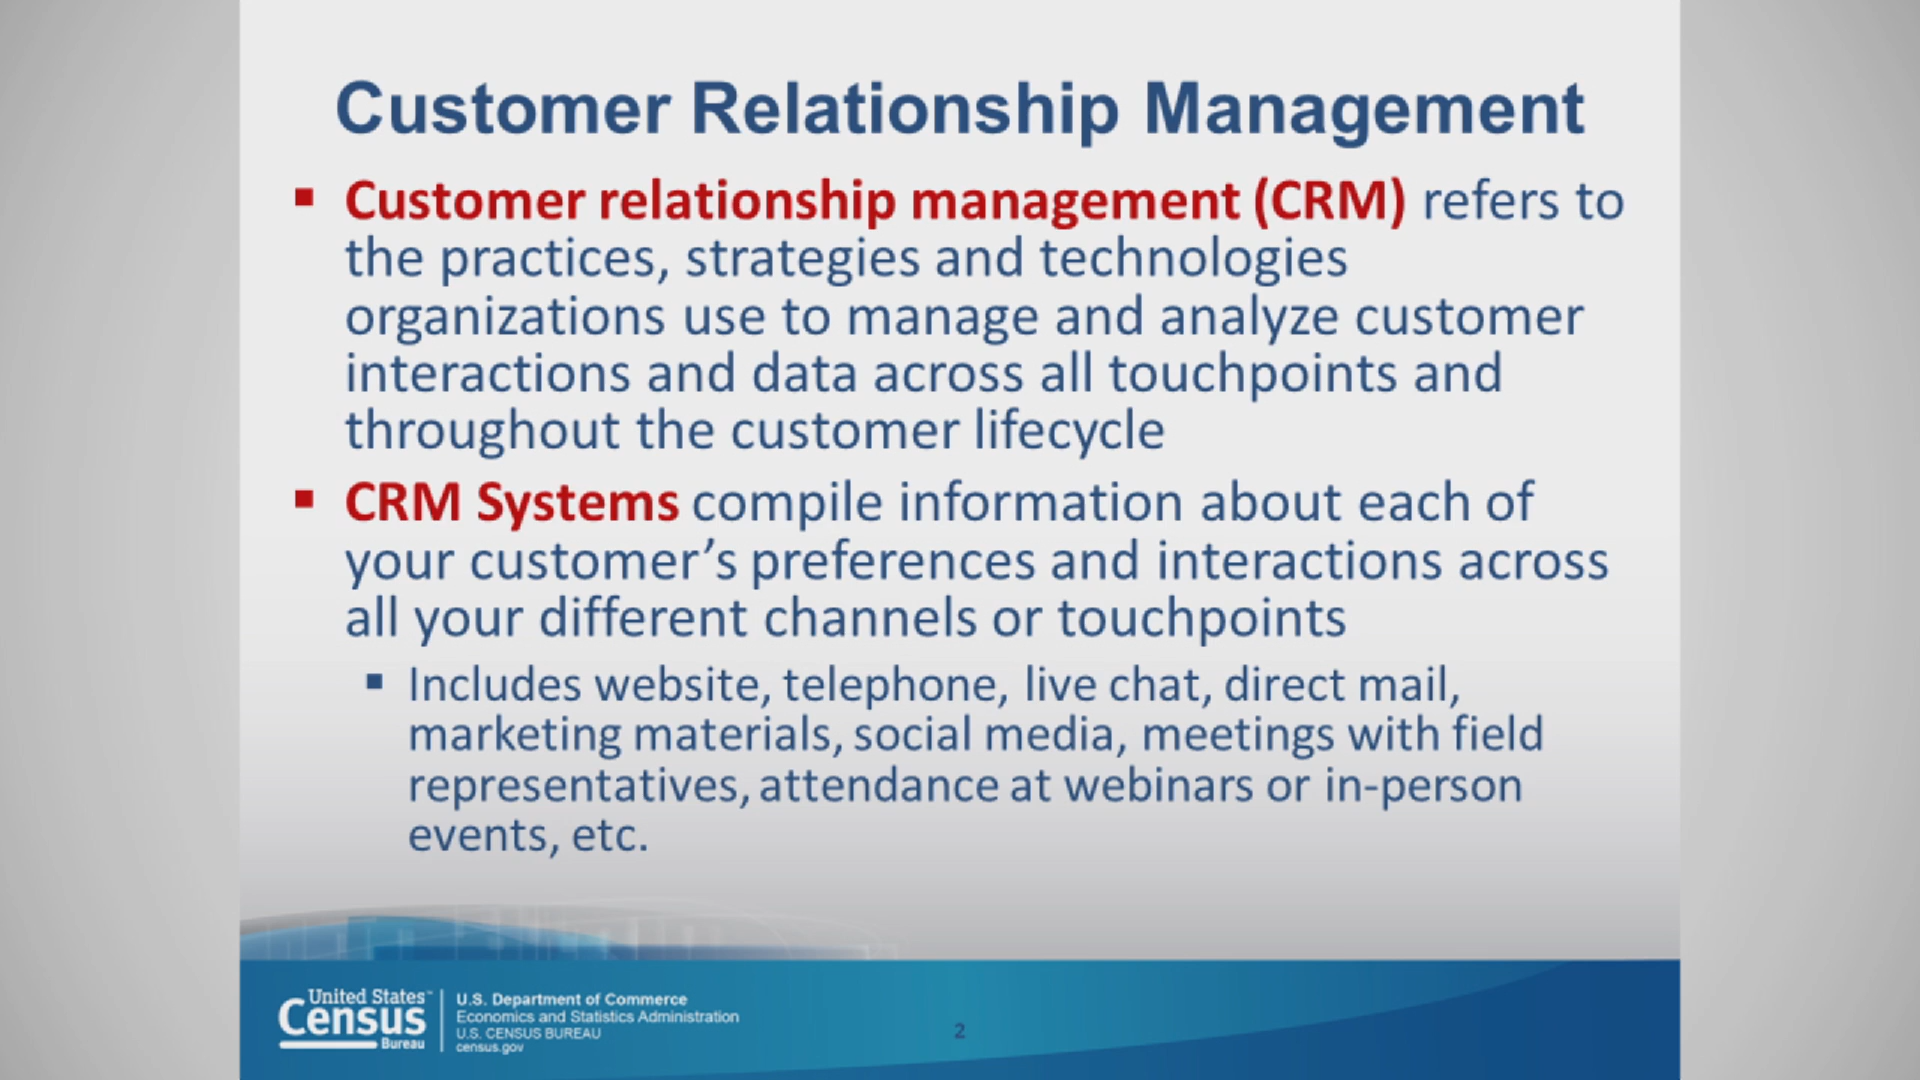 Customer Relationship Management
▪ Customer relationship management (CRM) refers to
the practices, strategies and technologies
organizations use to manage and analyze customer
interactions and data across all touchpoints and
throughout the customer lifecycle
▪ CRM Systems compile information about each of
your customer’s preferences and interactions across
all your different channels or touchpoints
▪ Includes website, telephone, live chat, direct mail,
marketing materials, social media, meetings with field
representatives, attendance at webinars or in-person
events, etc.
United States™
Census
Bureau
U.S. Department of Commerce
Economics and Statistics Administration
U.S. CENSUS BUREAU
census.gov
2